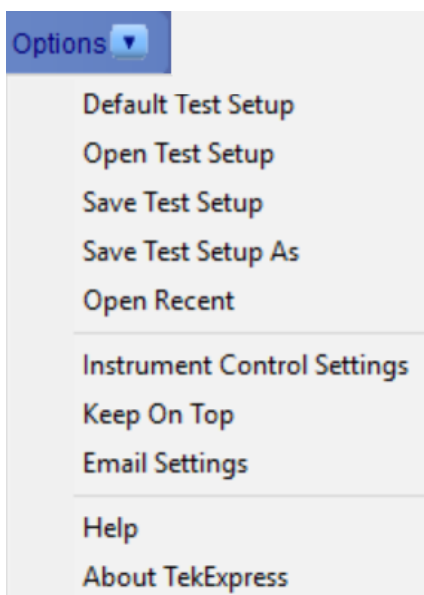 Options
Default Test Setup
Open Test Setup
Save Test Setup
Save Test Setup As
Open Recent
Instrument Control Settings
Keep On Top
Email Settings
Help
About TekExpress